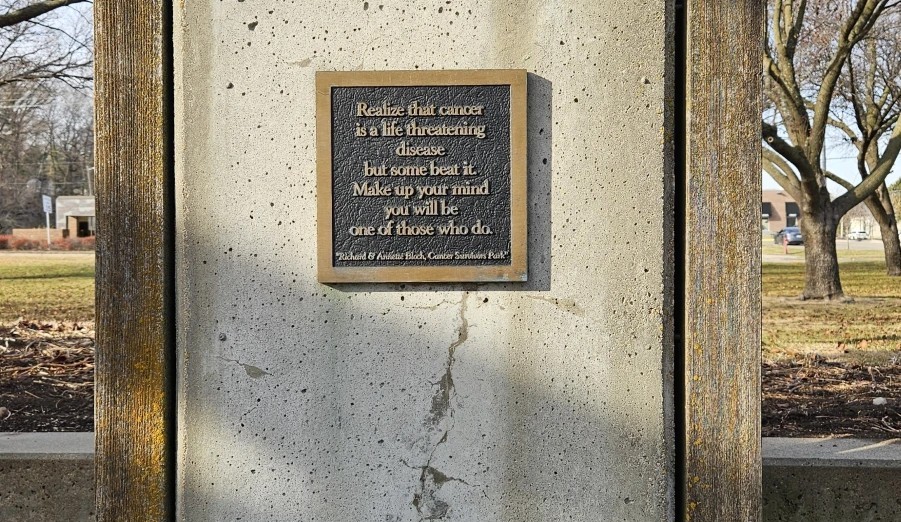 Realize that cancer
is a life threatening
disease
but some beat it.
Make up your mind
you will be
one of those who do.
"Richard & Annette Bloch, Cancer Survivors Park"